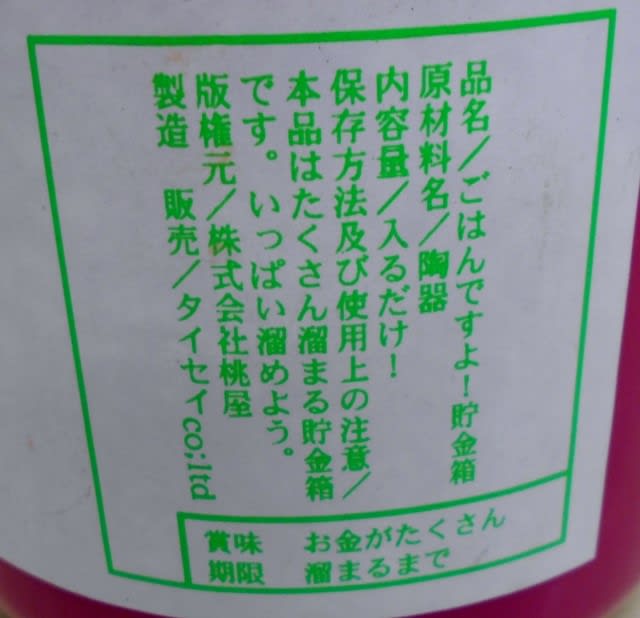 品名／ごはんですよ！貯金箱
原材料名／陶器
内容量／入るだけ！
保存方法及び使用上の注意／
本品はたくさん溜まる貯金箱
です。いっぱい溜めよう。
版権元／株式会社桃屋
製造　販売／タイセイco;ltd
賞味　お金がたくさん
期限　溜まるまで